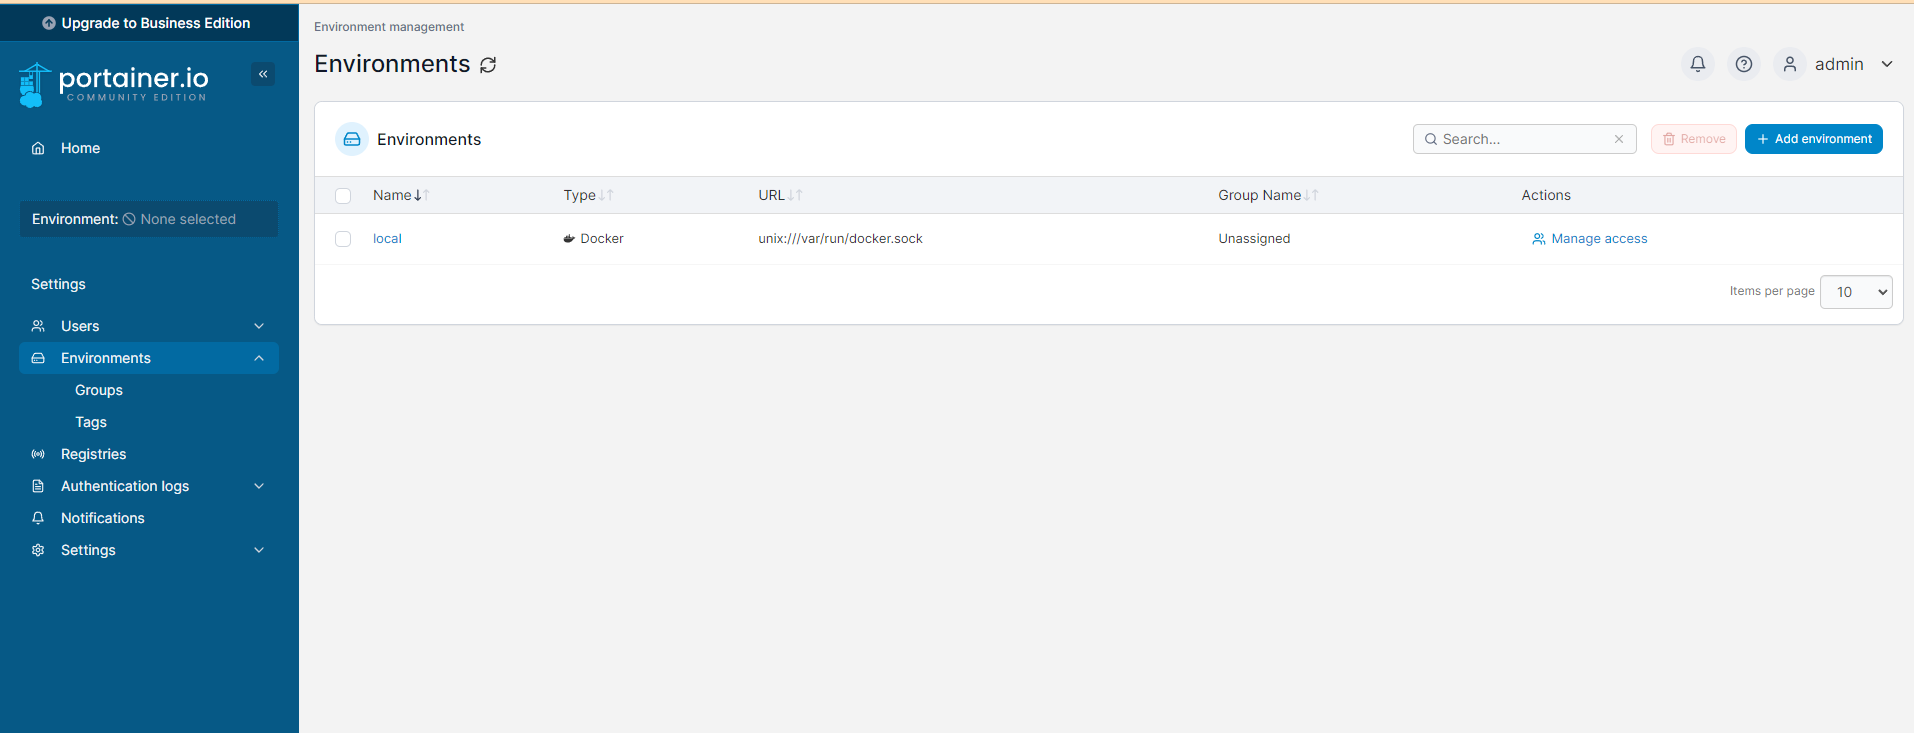 Upgrade to Business Edition
portainer.io
COMMUNITY EDITION
Home
Environment: None selected
Settings
Users
Environments
Groups
Tags
Registries
Authentication logs
Notifications
Settings
Environment management
Environments
admin
Environments
Search...
Remove
Add environment
Name Type URL Group Name Actions
local Docker unix:///var/run/docker.sock Unassigned Manage access
Items per page 10